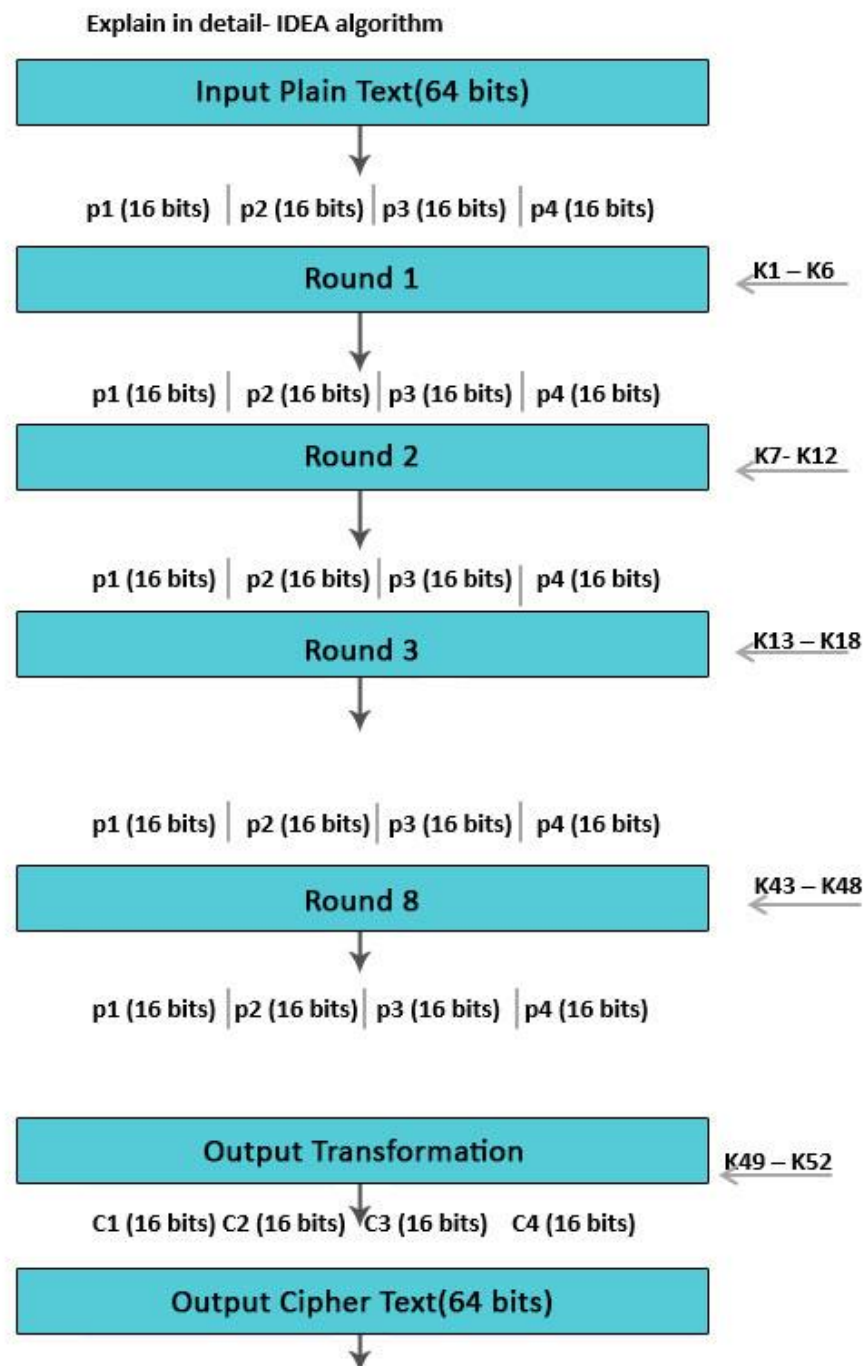 Explain in detail- IDEA algorithm
Input Plain Text(64 bits)
p1 (16 bits) p2 (16 bits) p3 (16 bits) p4 (16 bits)
Round 1
K1 – K6
p1 (16 bits) p2 (16 bits) p3 (16 bits) p4 (16 bits)
Round 2
K7- K12
p1 (16 bits) p2 (16 bits) p3 (16 bits) p4 (16 bits)
Round 3
K13 – K18
p1 (16 bits) p2 (16 bits) p3 (16 bits) p4 (16 bits)
Round 8
K43 – K48
p1 (16 bits) p2 (16 bits) p3 (16 bits) p4 (16 bits)
Output Transformation
K49 – K52
C1 (16 bits) C2 (16 bits) C3 (16 bits) C4 (16 bits)
Output Cipher Text(64 bits)